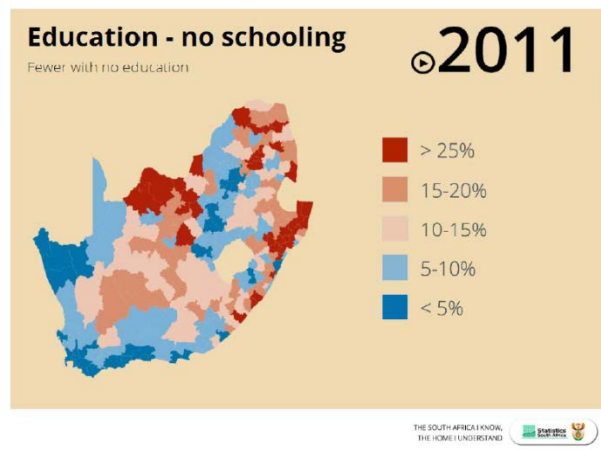 Education - no schooling
2011
Fewer with no education
> 25%
15-20%
10-15%
5-10%
< 5%
THE SOUTH AFRICA I KNOW,
THE HOME I UNDERSTAND
Statistics
South Africa